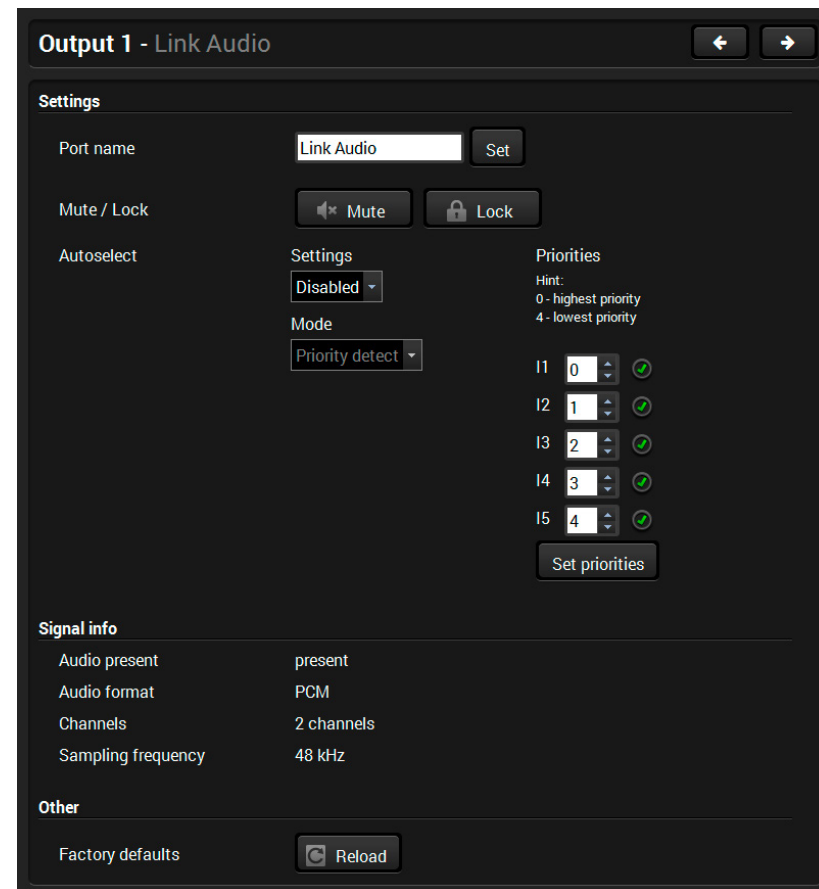 Output 1 - Link Audio
Settings
Port name
Link Audio
Set
Mute / Lock
Mute
Lock
Autoselect
Settings
Disabled
Mode
Priority detect
Priorities
Hint:
0 - highest priority
4 - lowest priority
I1 0
I2 1
I3 2
I4 3
I5 4
Set priorities
Signal info
Audio present present
Audio format PCM
Channels 2 channels
Sampling frequency 48 kHz
Other
Factory defaults
Reload